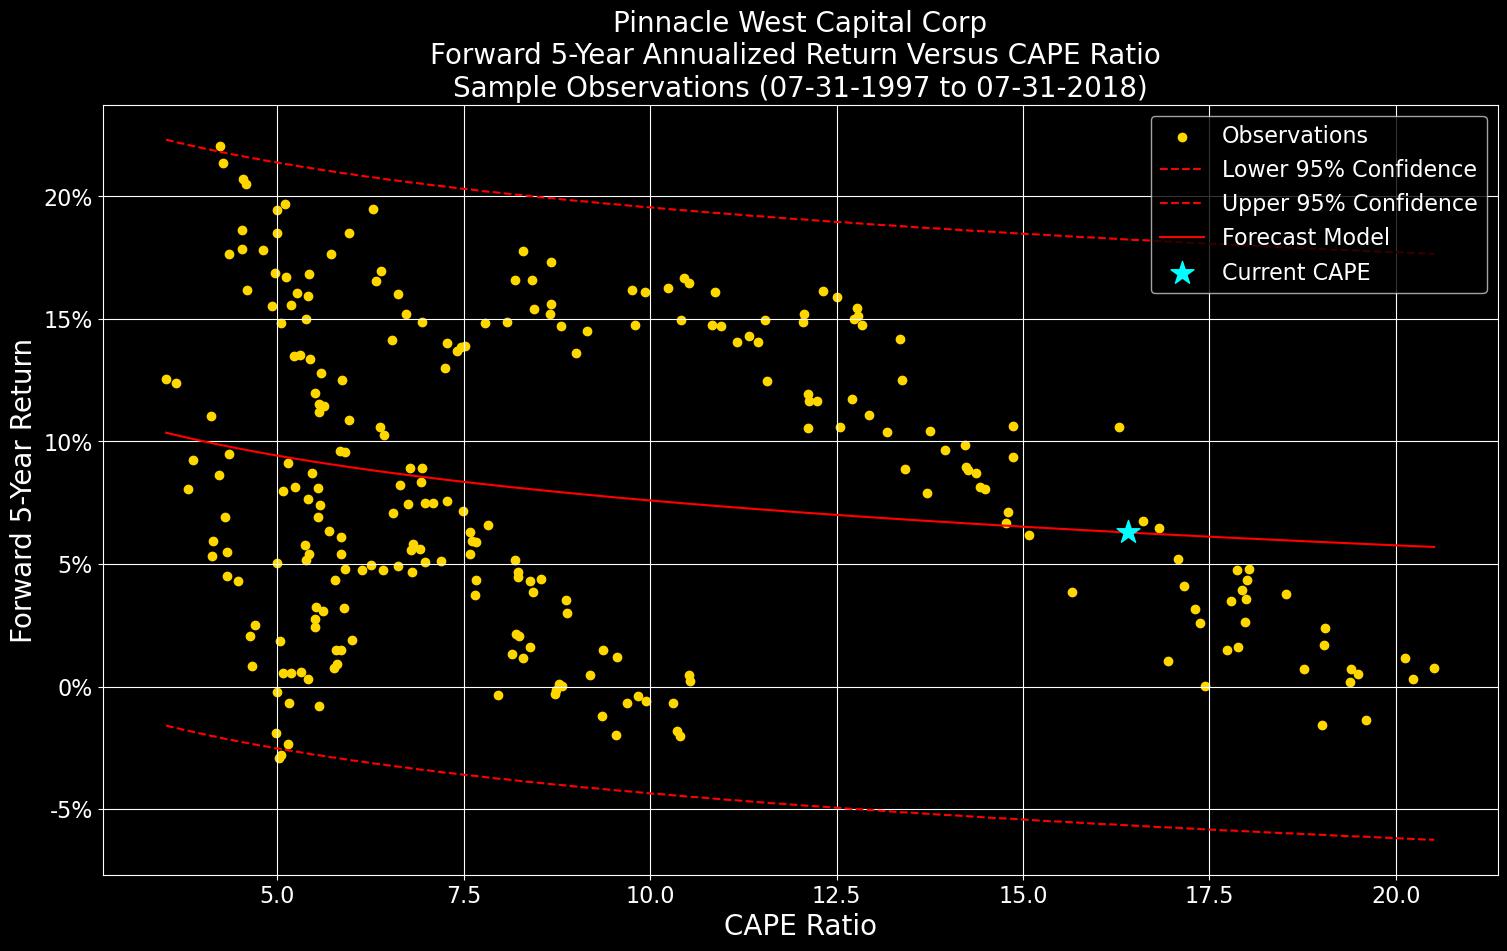 Pinnacle West Capital Corp
Forward 5-Year Annualized Return Versus CAPE Ratio
Sample Observations (07-31-1997 to 07-31-2018)
Observations
Lower 95% Confidence
Upper 95% Confidence
Forecast Model
Current CAPE
Forward 5-Year Return
20%
15%
10%
5%
0%
-5%
5.0 7.5 10.0 12.5 15.0 17.5 20.0
CAPE Ratio